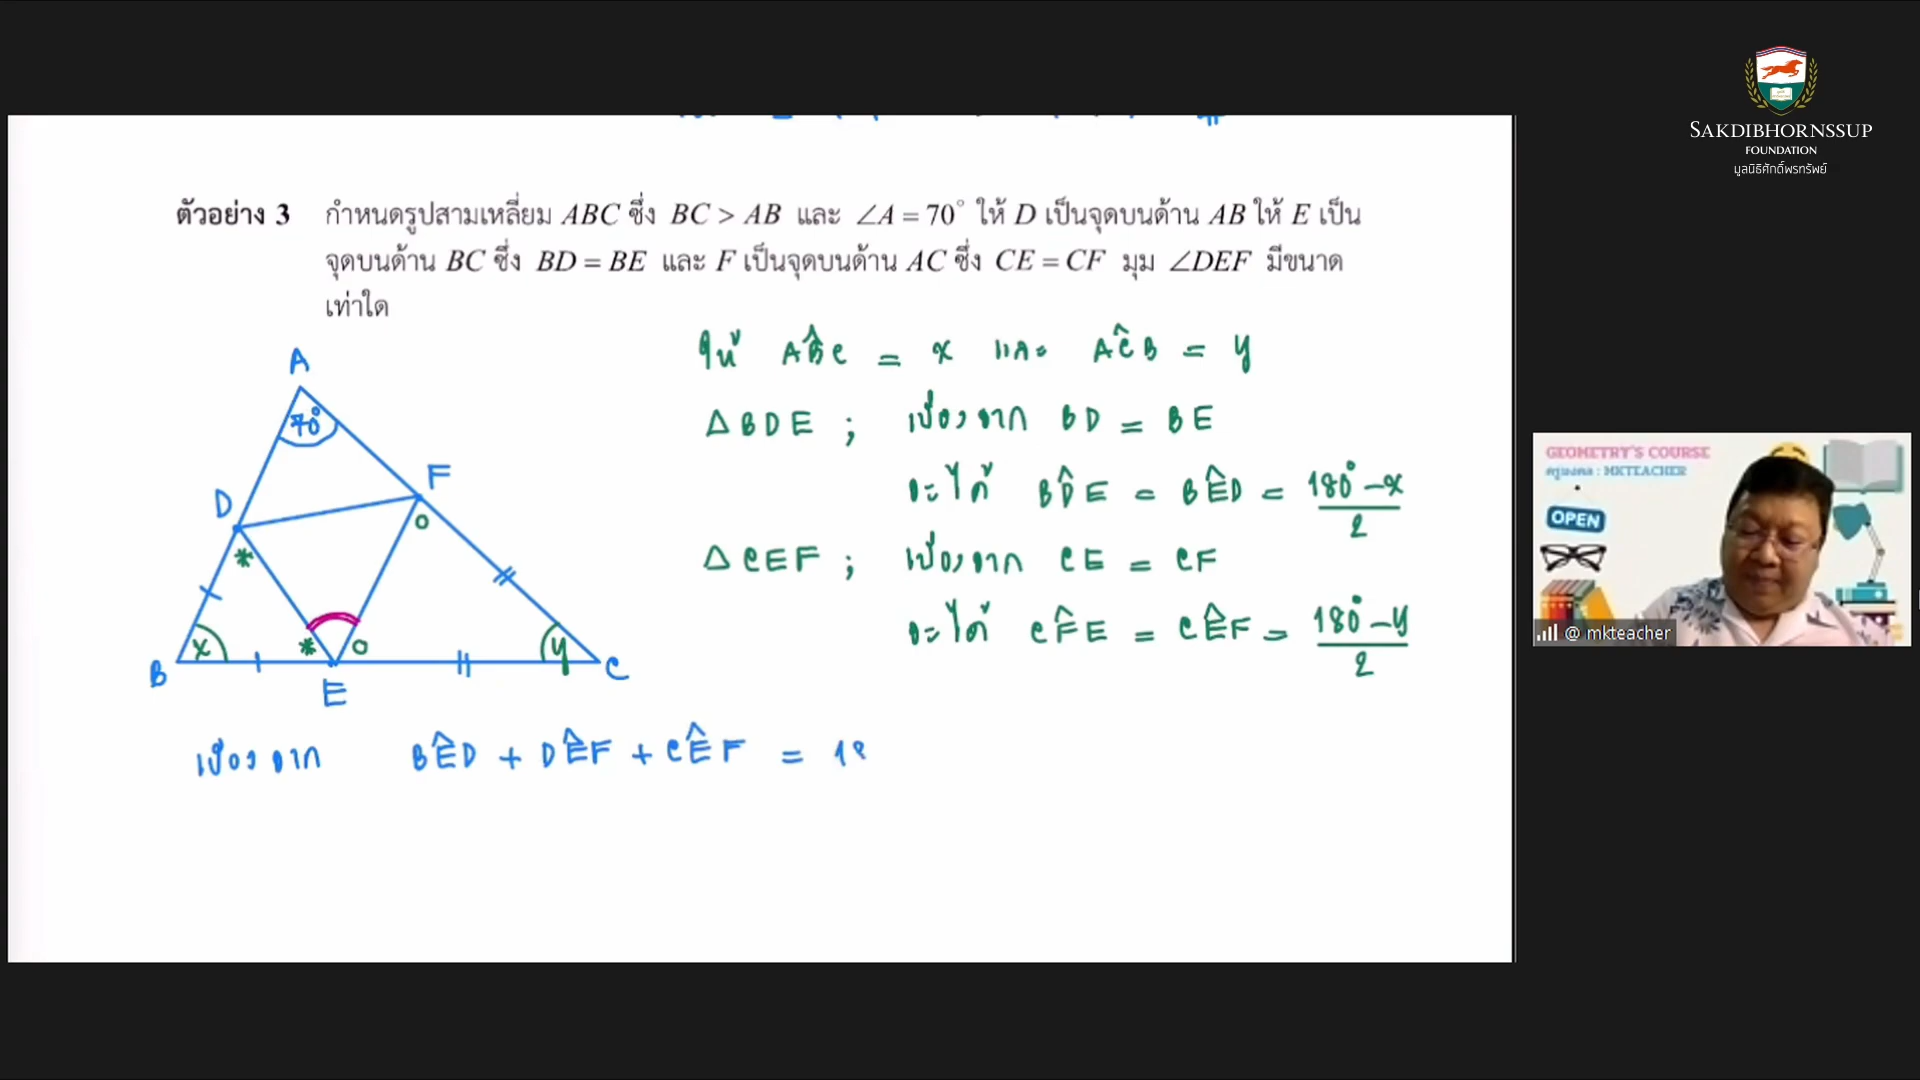 SAKDIBHORNSSUP
FOUNDATION
มูลนิธิศักดิ์พรทรัพย์
ตัวอย่าง 3 กำหนดรูปสามเหลี่ยม ABC ซึ่ง BC > AB และ ∠A = 70° ให้ D เป็นจุดบนด้าน AB ให้ E เป็น
จุดบนด้าน BC ซึ่ง BD = BE และ F เป็นจุดบนด้าน AC ซึ่ง CE = CF มุม ∠DEF มีขนาด
เท่าใด
ให้ AB̂C = x และ AĈB = y
△BDE ; เนื่องจาก BD = BE
จะได้ BD̂E = BÊD = (180° - x)/2
△CEF ; เนื่องจาก CE = CF
จะได้ CF̂E = CÊF = (180° - y)/2
A
70°
F
D
o
*
x
*
o
y
B
C
E
เนื่องจาก BÊD + DÊF + CÊF = 18
GEOMETRY'S COURSE
ครูมงคล : MKTEACHER
OPEN
@ mkteacher